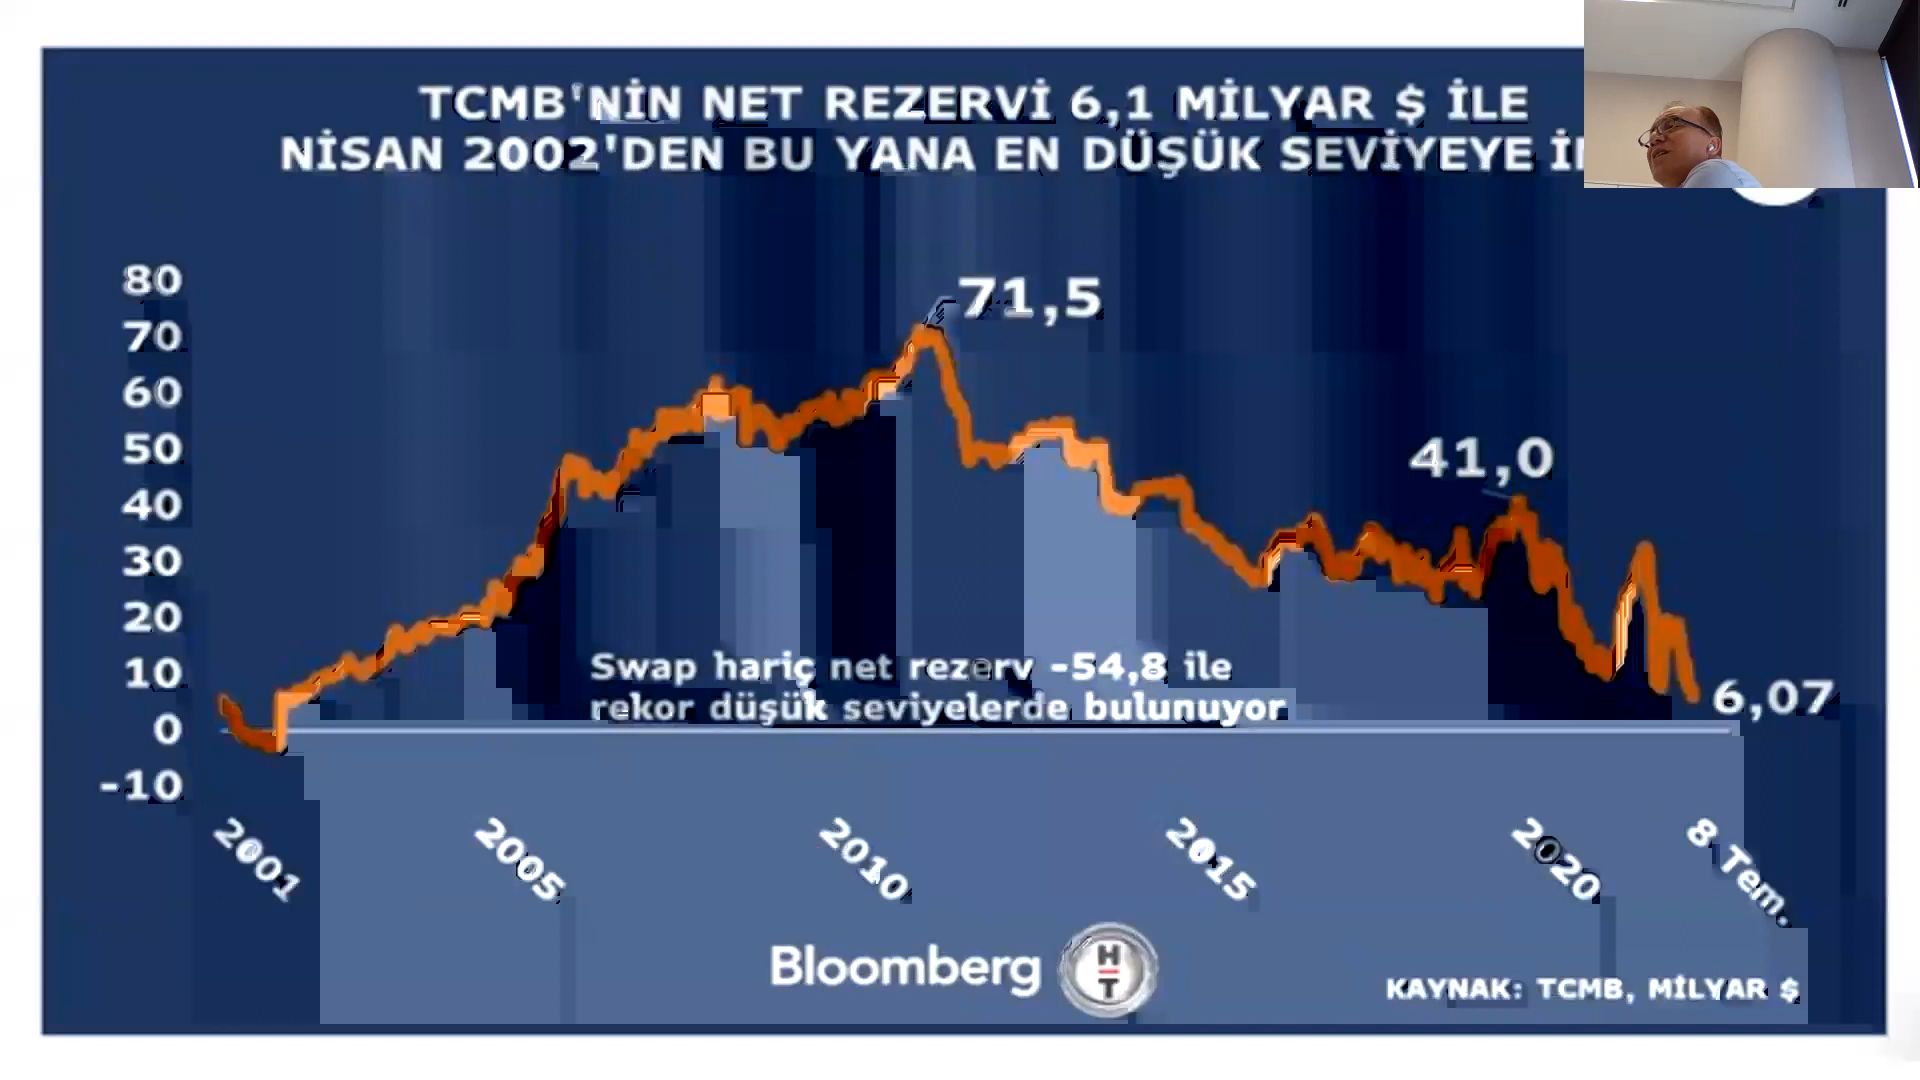 TCMB'NİN NET REZERVİ 6,1 MİLYAR $ İLE
NİSAN 2002'DEN BU YANA EN DÜŞÜK SEVİYEYE
80
70
60
50
40
30
20
10
0
-10
71,5
41,0
6,07
Swap hariç net rezerv -54,8 ile
rekor düşük seviyelerde bulunuyor
2001
2005
2010
2015
2020
8 Tem.
Bloomberg
H
T
KAYNAK: TCMB, MİLYAR $